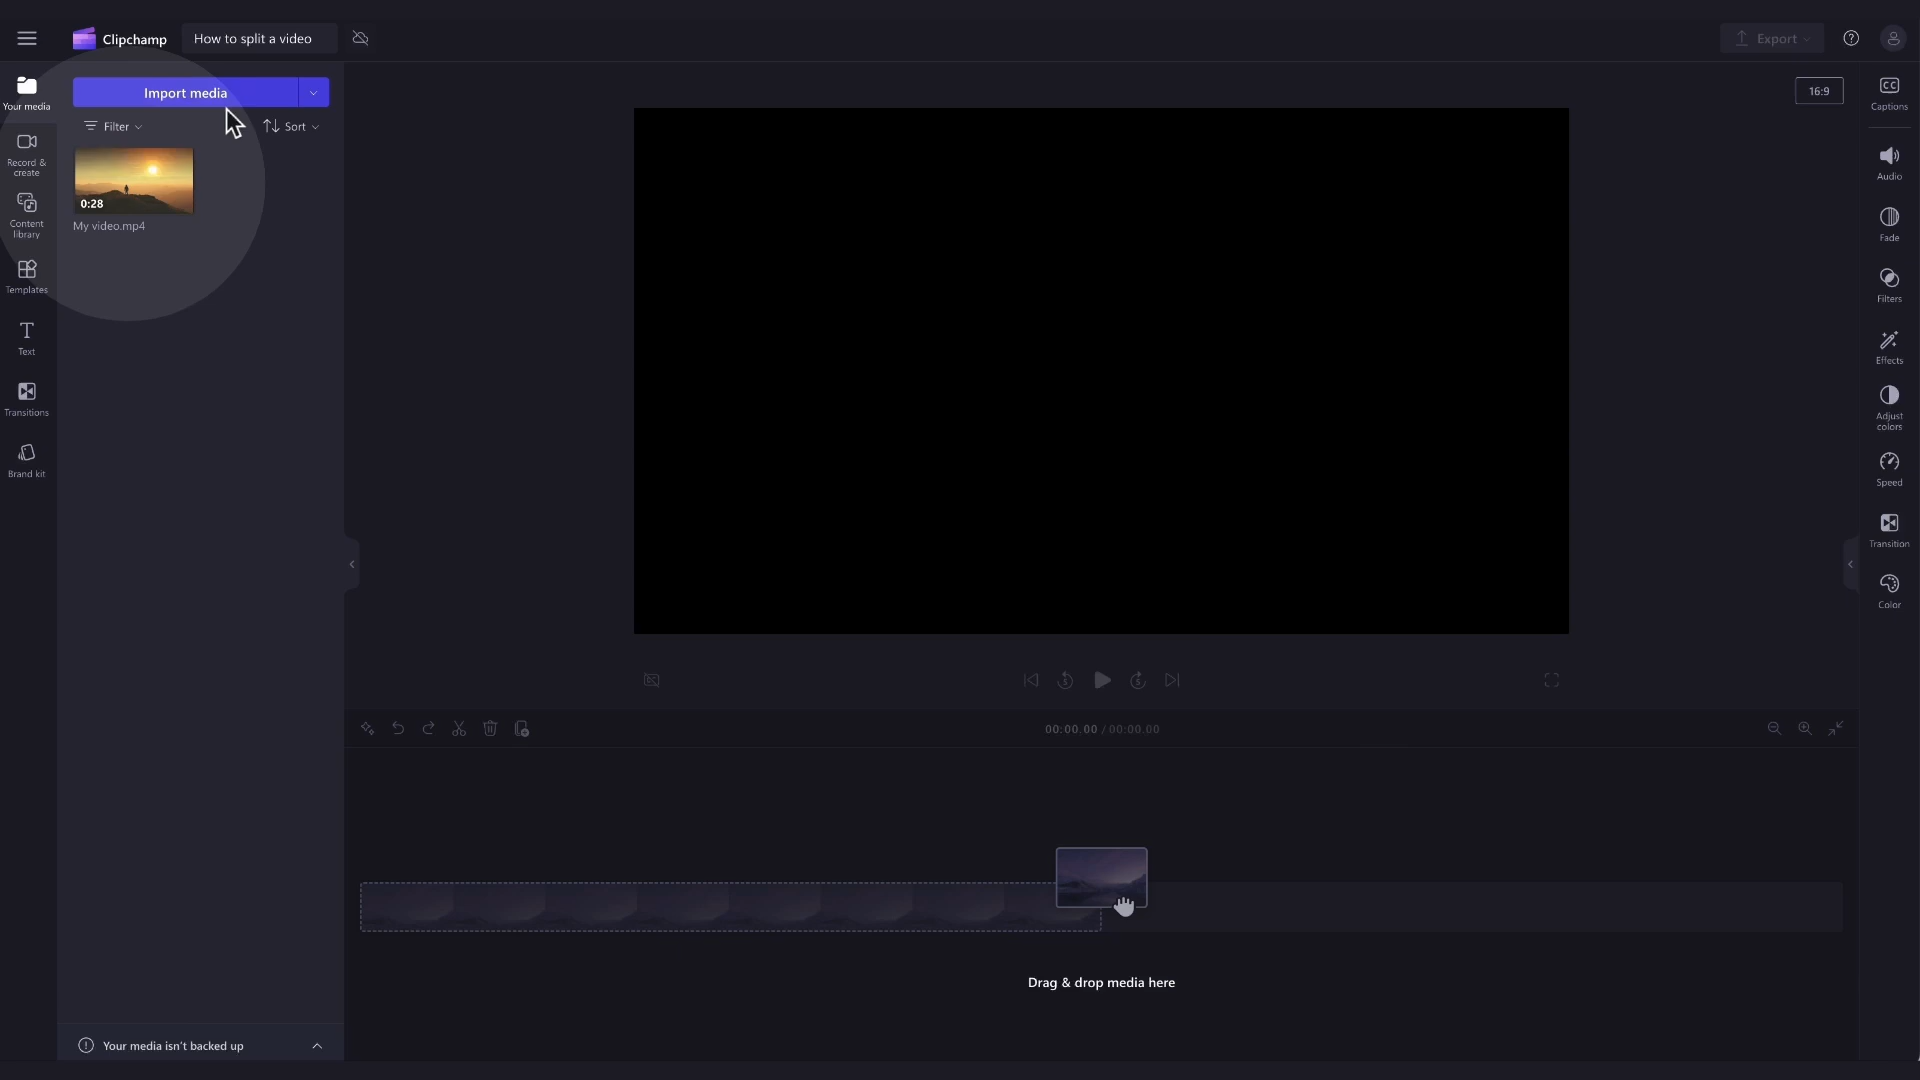 Clipchamp
How to split a video
Export
Your media
Import media
Filter
Sort
16:9
Captions
Record &
create
Audio
0:28
My video.mp4
Content
library
Fade
Templates
Filters
Text
Effects
Transitions
Adjust
colors
Brand kit
Speed
Transition
Color
5
5
00:00.00 / 00:00.00
Drag & drop media here
Your media isn't backed up